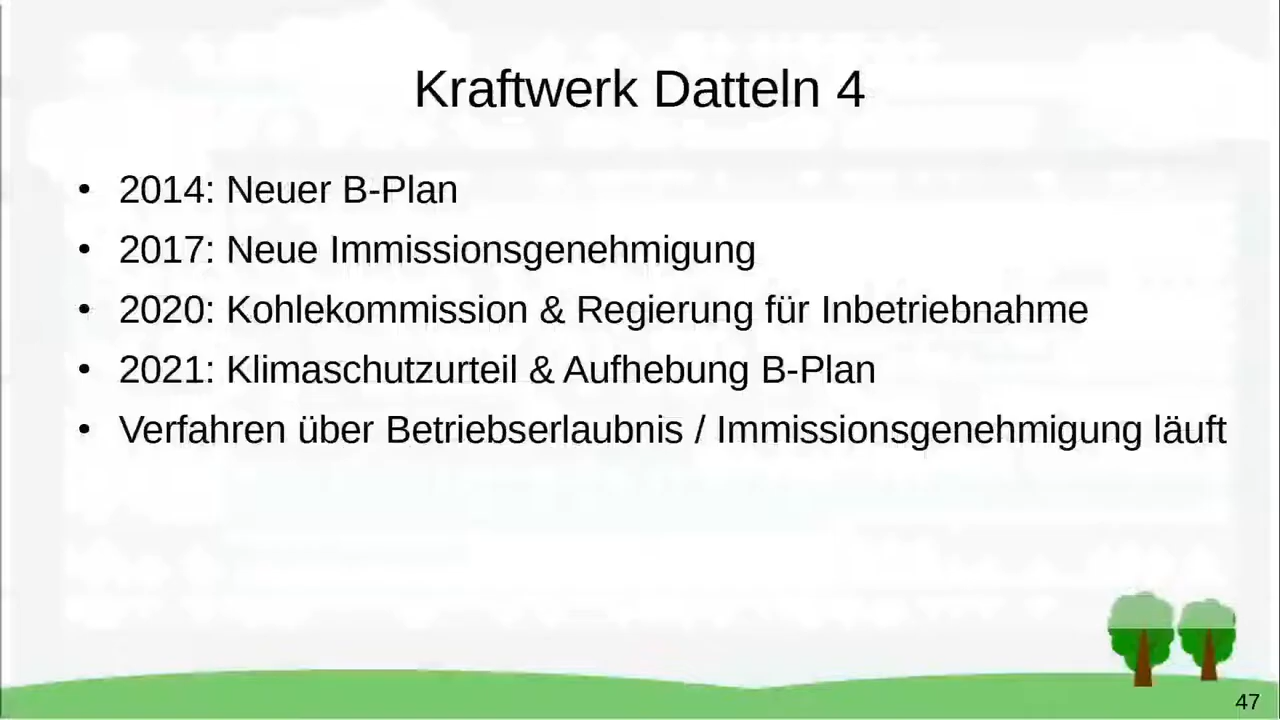 Kraftwerk Datteln 4
• 2014: Neuer B-Plan
• 2017: Neue Immissionsgenehmigung
• 2020: Kohlekommission & Regierung für Inbetriebnahme
• 2021: Klimaschutzurteil & Aufhebung B-Plan
• Verfahren über Betriebserlaubnis / Immissionsgenehmigung läuft
47